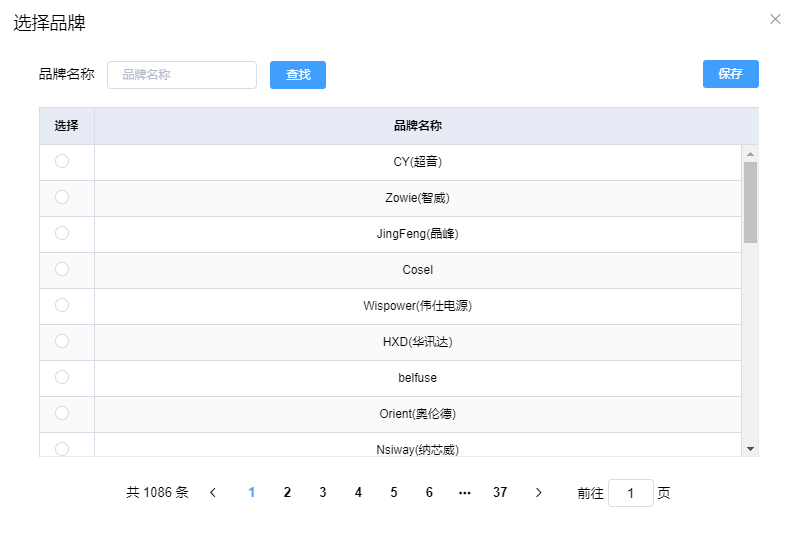 选择品牌
品牌名称 品牌名称 查找 保存
选择 品牌名称
CY(超音)
Zowie(智威)
JingFeng(晶峰)
Cosel
Wispower(伟仕电源)
HXD(华讯达)
belfuse
Orient(奥伦德)
Nsiway(纳芯威)
共 1086 条 1 2 3 4 5 6 ••• 37 前往 1 页